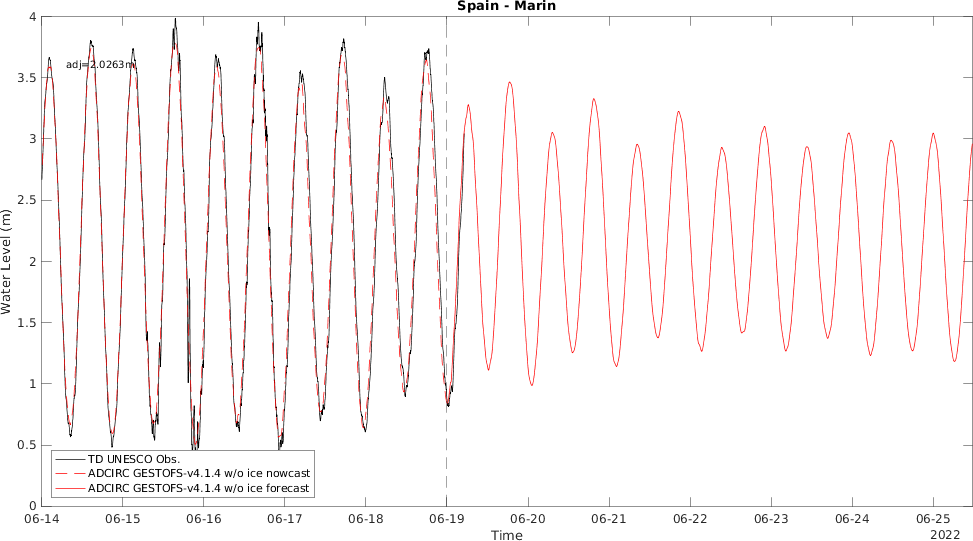 Spain - Marin
4
adj=2.0263m
3.5
3
2.5
2
1.5
1
0.5
0
Water Level (m)
TD UNESCO Obs.
ADCIRC GESTOFS-v4.1.4 w/o ice nowcast
ADCIRC GESTOFS-v4.1.4 w/o ice forecast
06-14 06-15 06-16 06-17 06-18 06-19 06-20 06-21 06-22 06-23 06-24 06-25
Time
2022